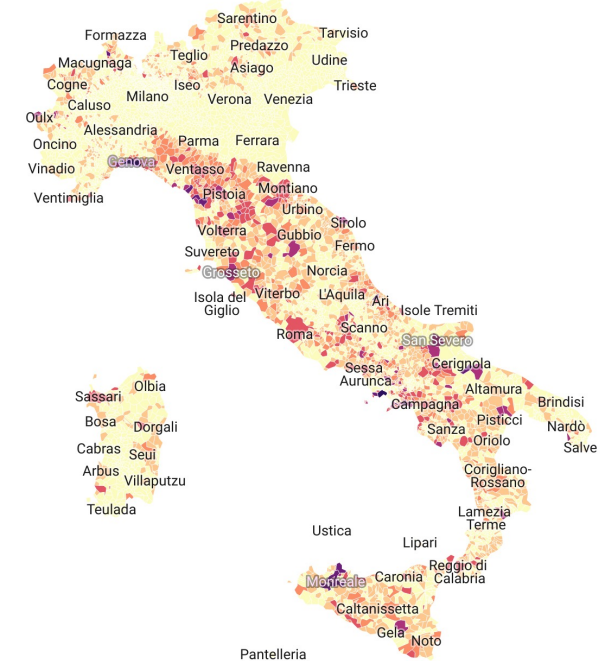 Sarentino
Tarvisio
Formazza
Predazzo
Teglio
Udine
Macugnaga
Asiago
Cogne
Iseo
Trieste
Milano
Verona
Venezia
Caluso
Oulx
Alessandria
Oncino
Parma
Ferrara
Genova
Vinadio
Ventasso
Ravenna
Montiano
Ventimiglia
Pistoia
Urbino
Volterra
Gubbio
Sirolo
Suvereto
Fermo
Grosseto
Norcia
Isola del
Giglio
Viterbo
L'Aquila
Ari
Isole Tremiti
Roma
Scanno
San Severo
Sessa
Aurunca
Cerignola
Olbia
Altamura
Sassari
Campagna
Brindisi
Bosa
Dorgali
Pisticci
Sanza
Nardò
Oriolo
Salve
Cabras
Seui
Arbus
Villaputzu
Corigliano-
Rossano
Teulada
Lamezia
Terme
Ustica
Lipari
Reggio di
Calabria
Monreale
Caronia
Caltanissetta
Gela
Noto
Pantelleria